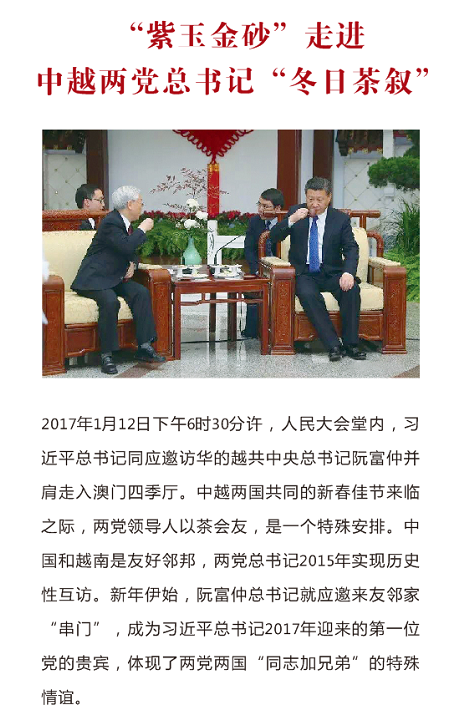 “紫玉金砂”走进
中越两党总书记“冬日茶叙”
2017年1月12日下午6时30分许，人民大会堂内，习
近平总书记同应邀访华的越共中央总书记阮富仲并
肩走入澳门四季厅。中越两国共同的新春佳节来临
之际，两党领导人以茶会友，是一个特殊安排。中
国和越南是友好邻邦，两党总书记2015年实现历史
性互访。新年伊始，阮富仲总书记就应邀来友邻家
“串门”，成为习近平总书记2017年迎来的第一位
党的贵宾，体现了两党两国“同志加兄弟”的特殊
情谊。